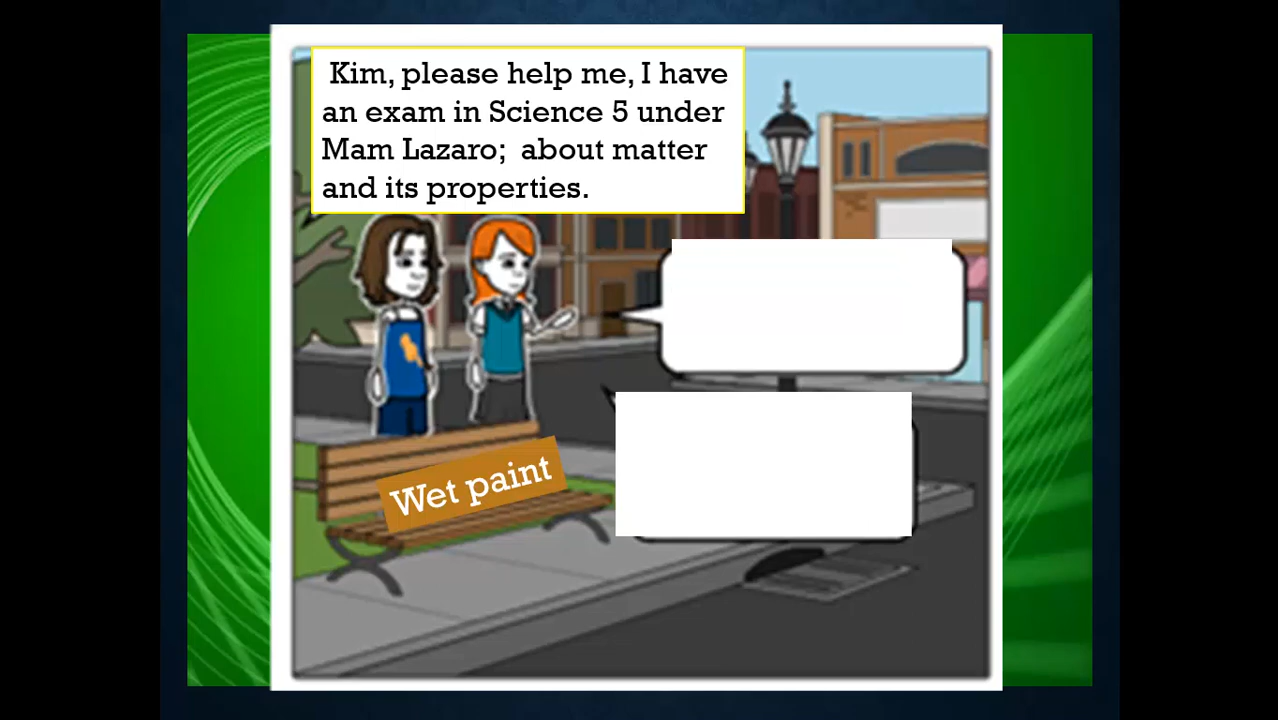 Kim, please help me, I have
an exam in Science 5 under
Mam Lazaro; about matter
and its properties.
Wet paint